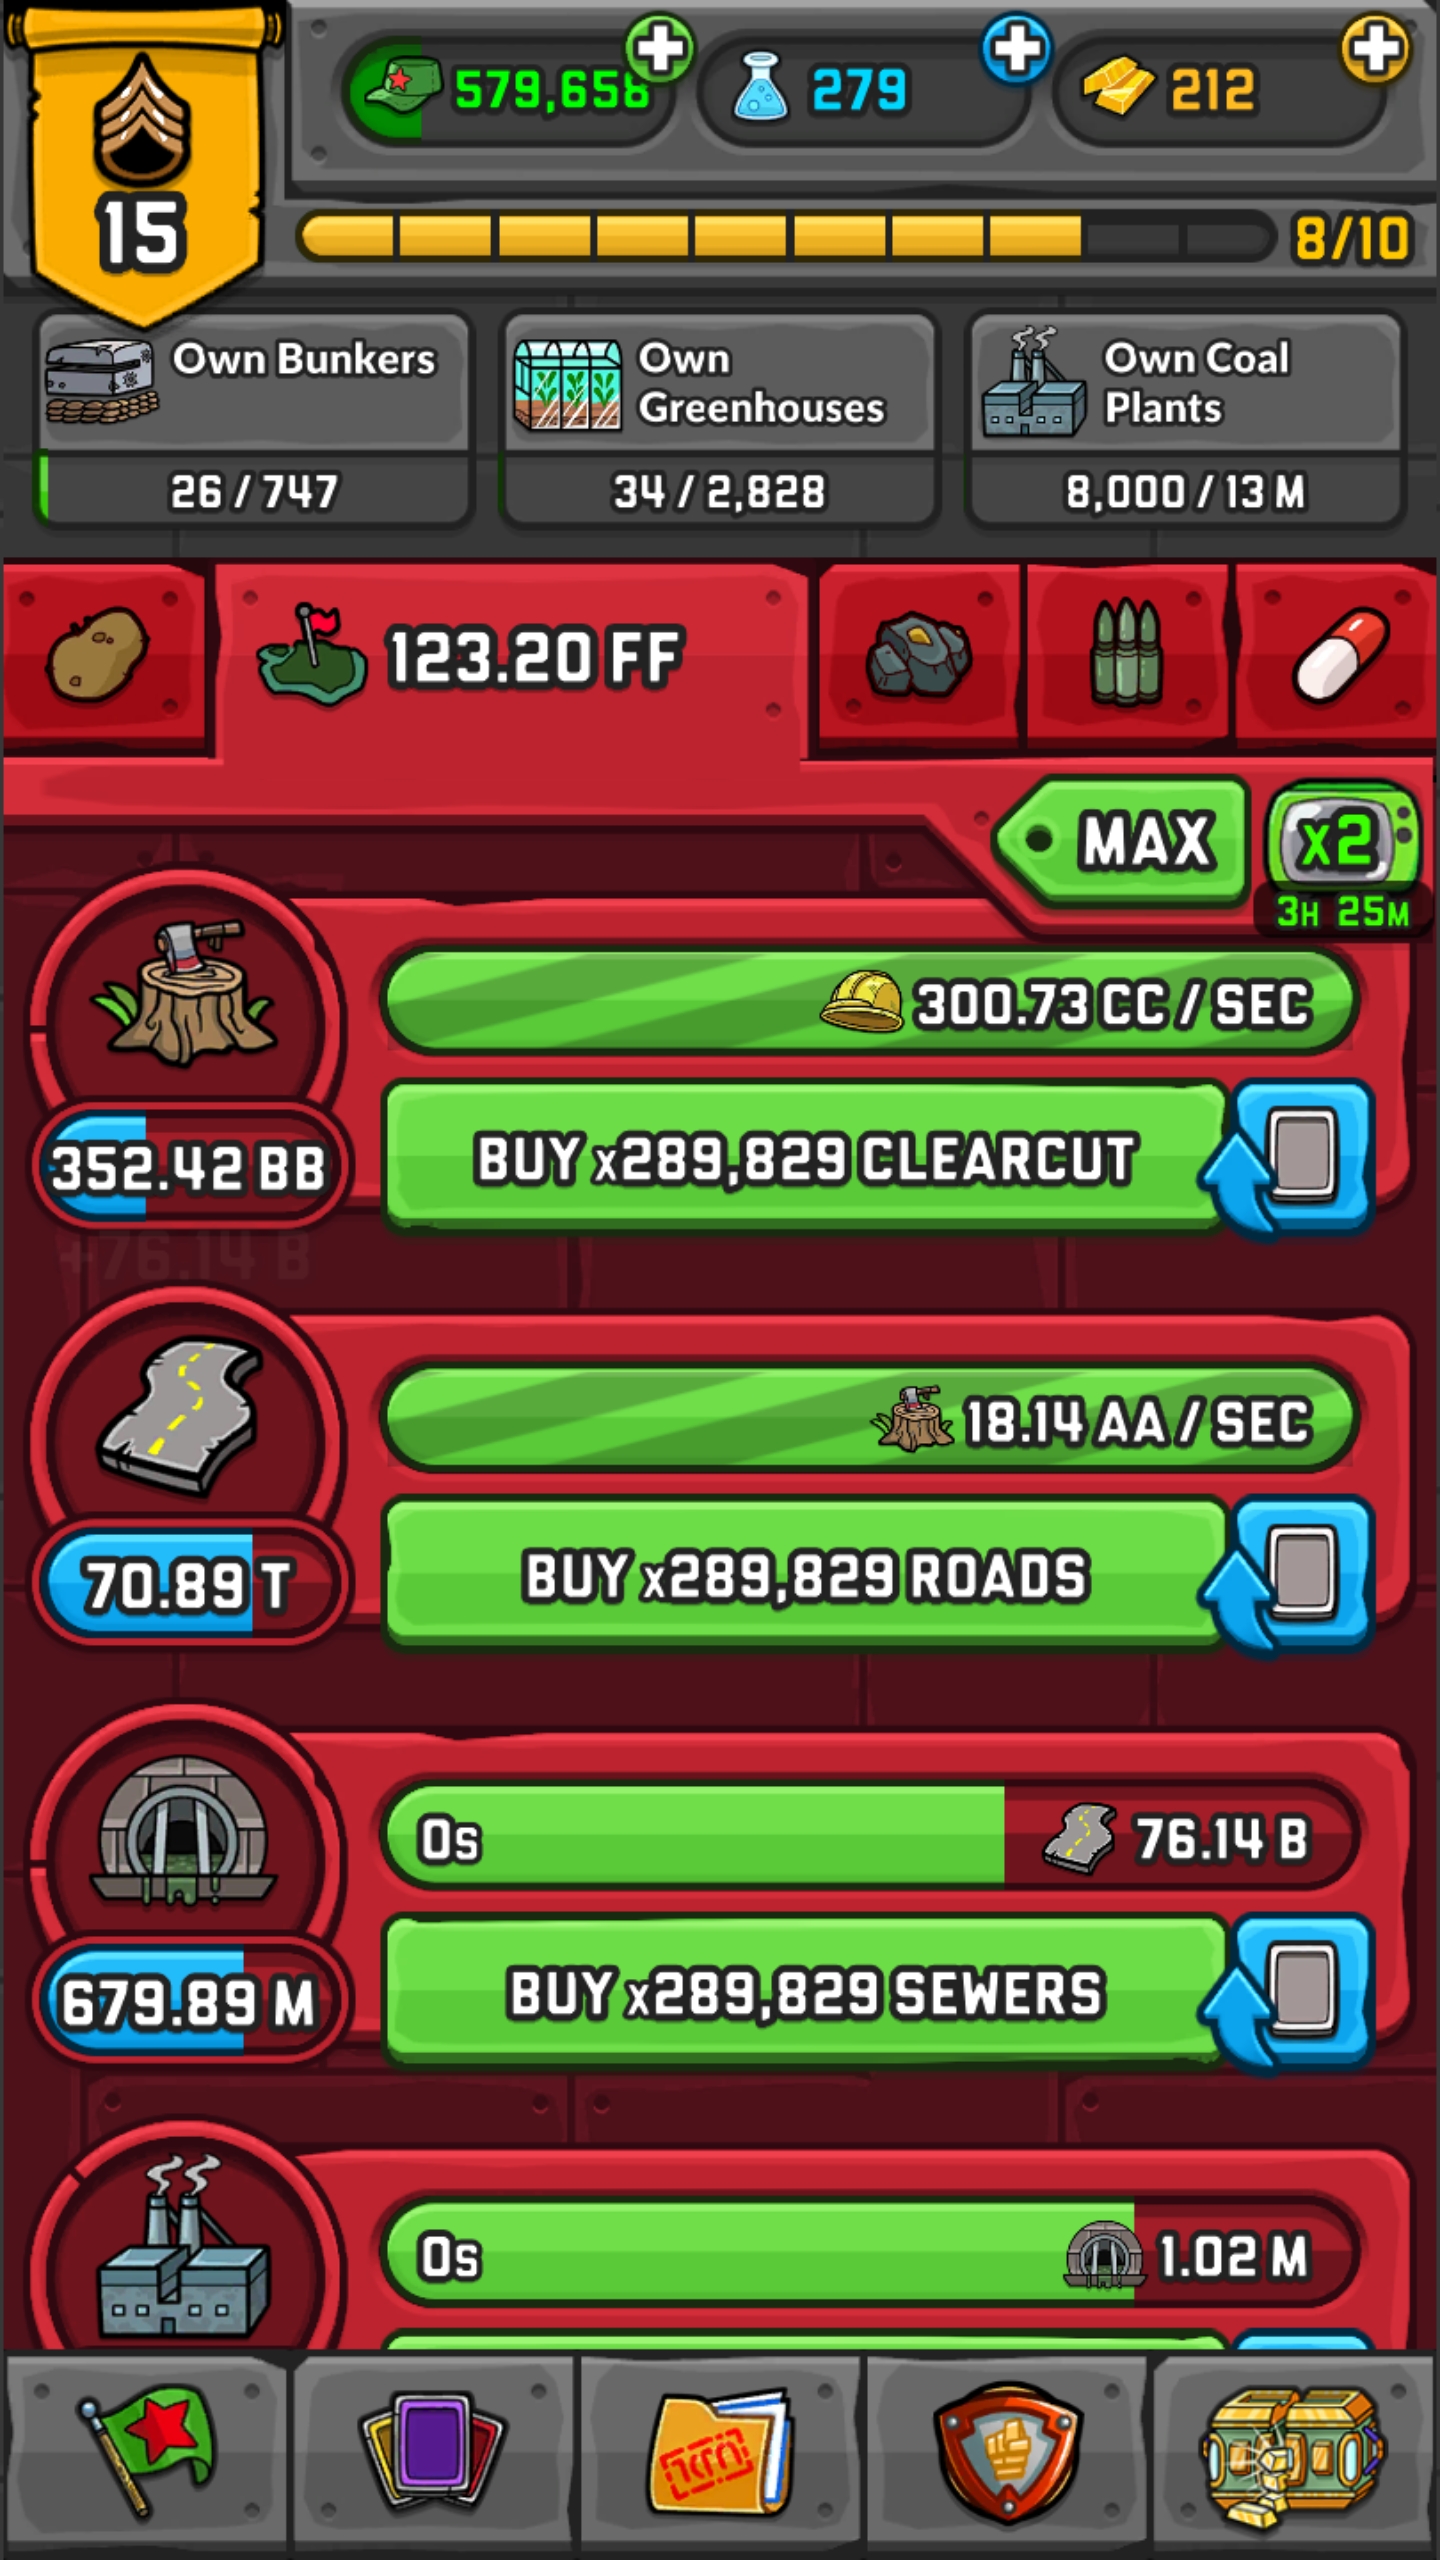 579,658
279
212
15
8/10
Own Bunkers
26 / 747
Own
Greenhouses
34 / 2,828
Own Coal
Plants
8,000 / 13 M
123.20 FF
MAX
x2
3H 25M
300.73 CC / SEC
352.42 BB
BUY x289,829 CLEARCUT
+76.14 B
18.14 AA / SEC
70.89 T
BUY x289,829 ROADS
0s
76.14 B
679.89 M
BUY x289,829 SEWERS
0s
1.02 M